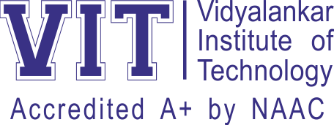 VIT
Vidyalankar
Institute of
Technology
Accredited A+ by NAAC